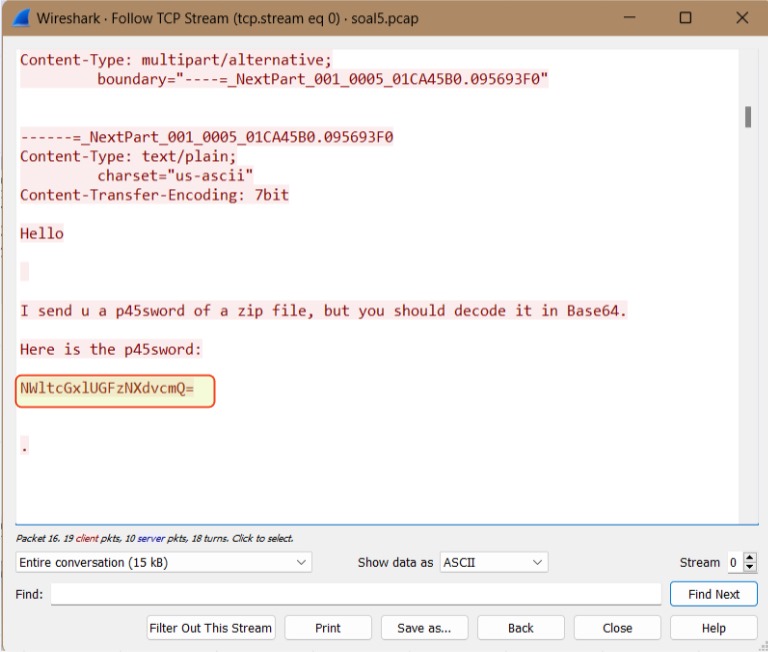 Wireshark · Follow TCP Stream (tcp.stream eq 0) · soal5.pcap
Content-Type: multipart/alternative;
boundary="----=_NextPart_001_0005_01CA45B0.095693F0"
------=_NextPart_001_0005_01CA45B0.095693F0
Content-Type: text/plain;
charset="us-ascii"
Content-Transfer-Encoding: 7bit
Hello
I send u a p45sword of a zip file, but you should decode it in Base64.
Here is the p45sword:
NWltcGxlUGFzNXdvcmQ=
.
Packet 16. 19 client pkts, 10 server pkts, 18 turns. Click to select.
Entire conversation (15 kB) Show data as ASCII Stream 0
Find: Find Next
Filter Out This Stream Print Save as... Back Close Help